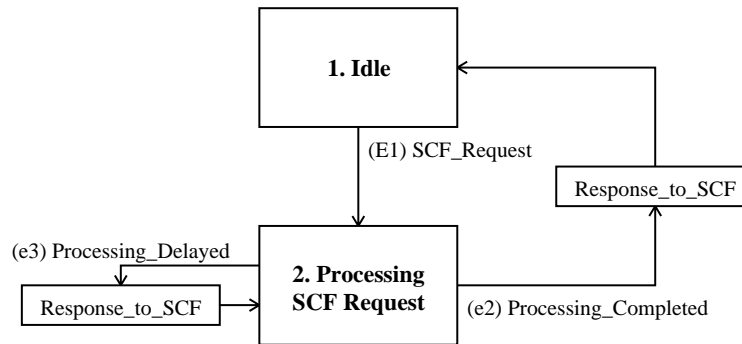 1. Idle
(E1) SCF_Request
Response_to_SCF
(e3) Processing_Delayed
2. Processing
SCF Request
Response_to_SCF
(e2) Processing_Completed